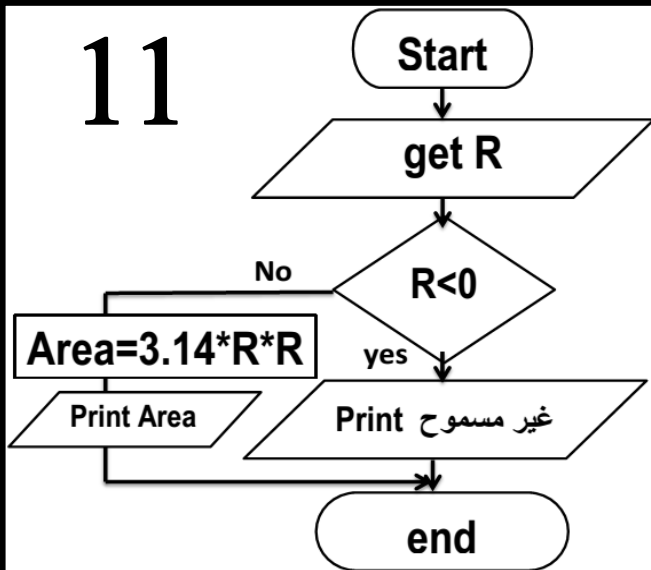 11
Start
get R
R<0
No
yes
Area=3.14*R*R
Print Area
Print غير مسموح
end